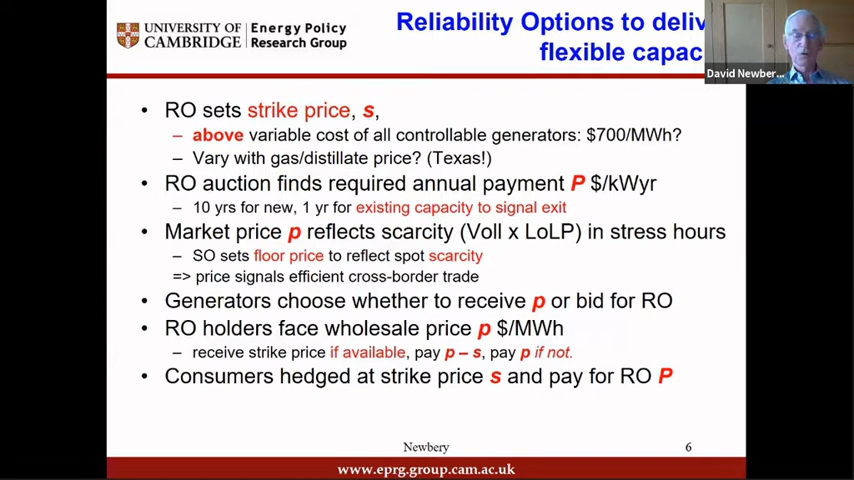 UNIVERSITY OF
CAMBRIDGE
Energy Policy
Research Group
Reliability Options to deliv
flexible capac
David Newber...
• RO sets strike price, s,
– above variable cost of all controllable generators: $700/MWh?
– Vary with gas/distillate price? (Texas!)
• RO auction finds required annual payment P $/kWyr
– 10 yrs for new, 1 yr for existing capacity to signal exit
• Market price p reflects scarcity (Voll x LoLP) in stress hours
– SO sets floor price to reflect spot scarcity
=> price signals efficient cross-border trade
• Generators choose whether to receive p or bid for RO
• RO holders face wholesale price p $/MWh
– receive strike price if available, pay p – s, pay p if not.
• Consumers hedged at strike price s and pay for RO P
Newbery
6
www.eprg.group.cam.ac.uk